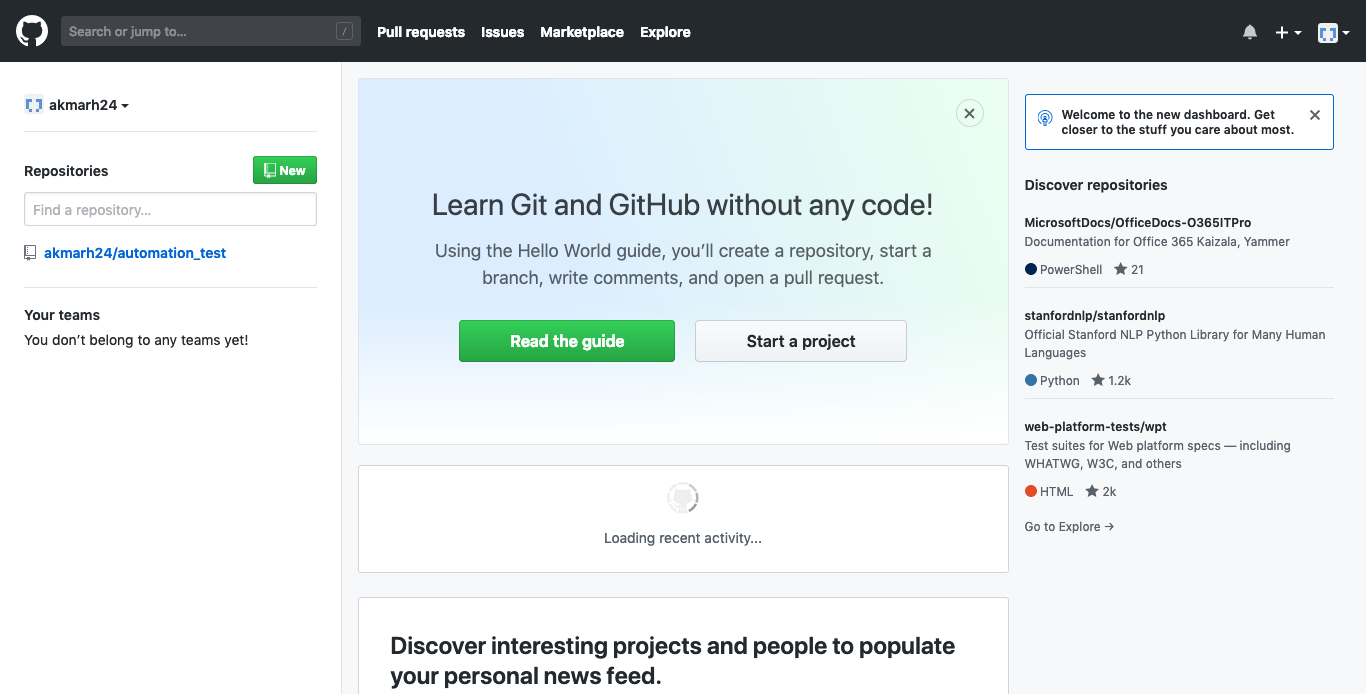 Search or jump to...
/
Pull requests
Issues
Marketplace
Explore
akmarh24
Repositories
New
Find a repository...
akmarh24/automation_test
Your teams
You don’t belong to any teams yet!
Learn Git and GitHub without any code!
Using the Hello World guide, you’ll create a repository, start a
branch, write comments, and open a pull request.
Read the guide
Start a project
Loading recent activity...
Discover interesting projects and people to populate
your personal news feed.
Welcome to the new dashboard. Get
closer to the stuff you care about most.
Discover repositories
MicrosoftDocs/OfficeDocs-O365ITPro
Documentation for Office 365 Kaizala, Yammer
PowerShell 21
stanfordnlp/stanfordnlp
Official Stanford NLP Python Library for Many Human
Languages
Python 1.2k
web-platform-tests/wpt
Test suites for Web platform specs — including
WHATWG, W3C, and others
HTML 2k
Go to Explore →